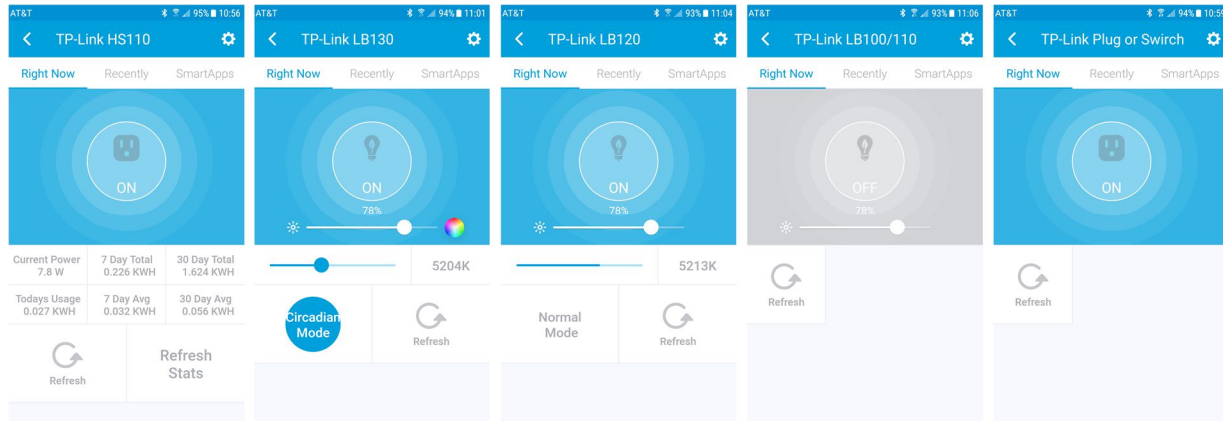 AT&T 95% 10:56
TP-Link HS110
Right Now Recently SmartApps
ON
Current Power 7 Day Total 30 Day Total
7.8 W 0.226 KWH 1.624 KWH
Todays Usage 7 Day Avg 30 Day Avg
0.027 KWH 0.032 KWH 0.056 KWH
Refresh
Refresh
Stats
AT&T 94% 11:01
TP-Link LB130
Right Now Recently SmartApps
ON
78%
5204K
Circadian
Mode
Refresh
AT&T 93% 11:04
TP-Link LB120
Right Now Recently SmartApps
ON
78%
5213K
Normal
Mode
Refresh
AT&T 93% 11:06
TP-Link LB100/110
Right Now Recently SmartApps
OFF
78%
Refresh
AT&T 94% 10:59
TP-Link Plug or Swirch
Right Now Recently SmartApps
ON
Refresh